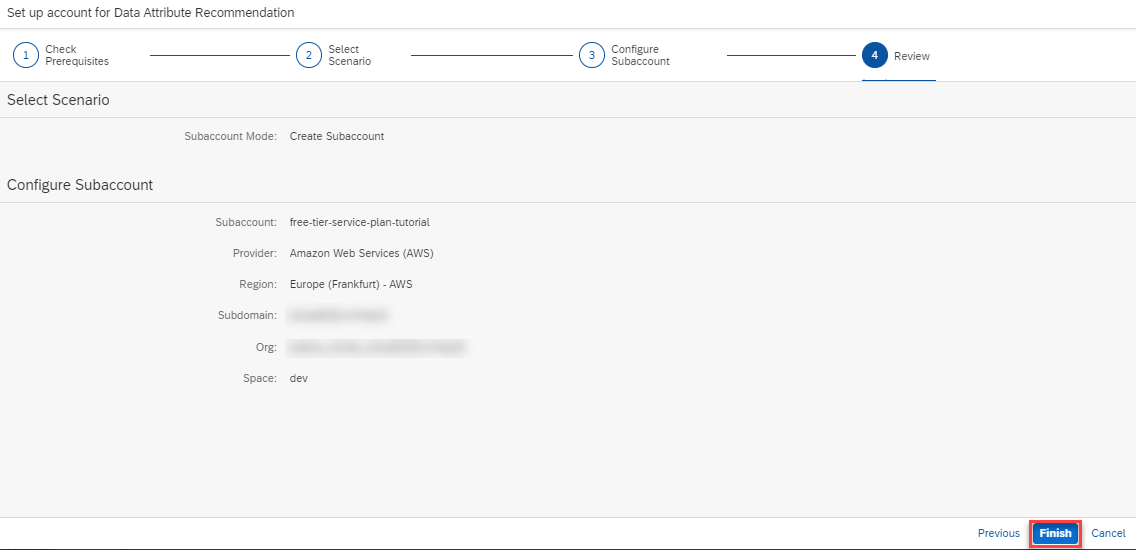 Set up account for Data Attribute Recommendation
1 Check Prerequisites
2 Select Scenario
3 Configure Subaccount
4 Review
Select Scenario
Subaccount Mode: Create Subaccount
Configure Subaccount
Subaccount: free-tier-service-plan-tutorial
Provider: Amazon Web Services (AWS)
Region: Europe (Frankfurt) - AWS
Subdomain:
Org:
Space: dev
Previous Finish Cancel